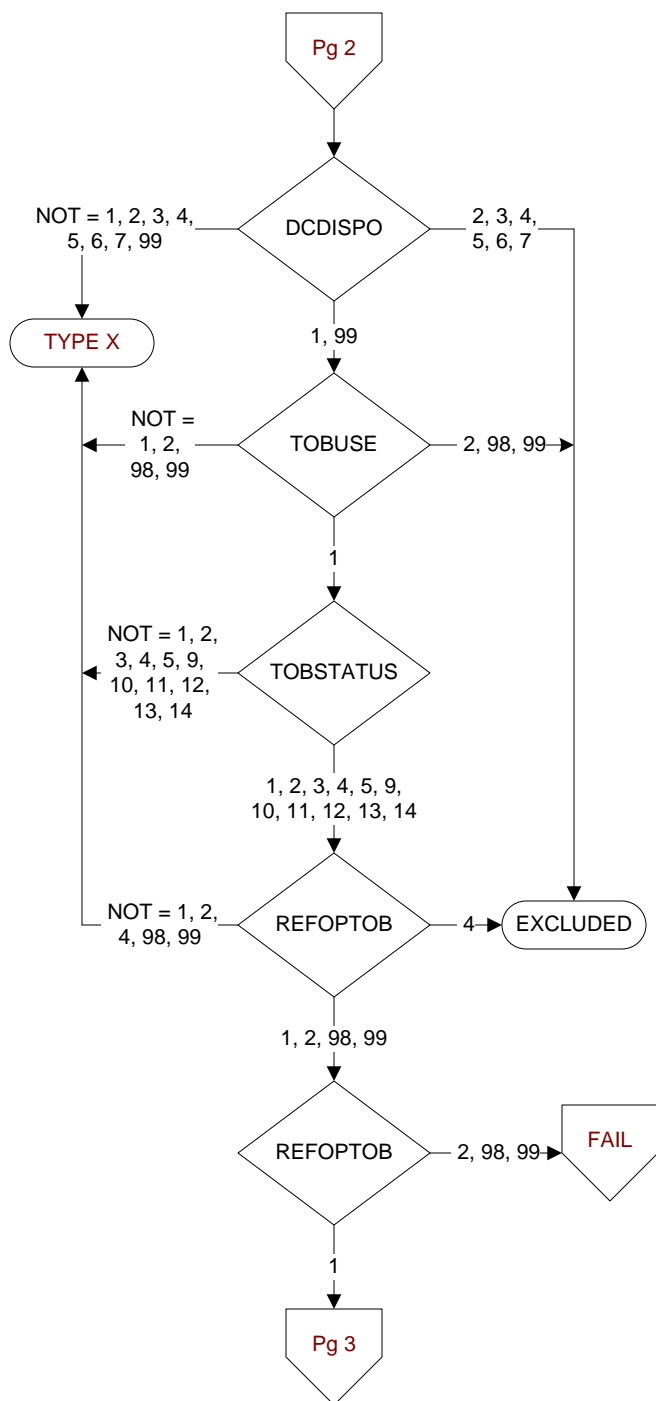 Pg 2
NOT = 1, 2, 3, 4,
5, 6, 7, 99
DCDISPO
2, 3, 4,
5, 6, 7
1, 99
TYPE X
NOT =
1, 2,
98, 99
TOBUSE
2, 98, 99
1
NOT = 1, 2,
3, 4, 5, 9,
10, 11, 12,
13, 14
TOBSTATUS
1, 2, 3, 4, 5, 9,
10, 11, 12, 13, 14
NOT = 1, 2,
4, 98, 99
REFOPTOB
4
EXCLUDED
1, 2, 98, 99
REFOPTOB
2, 98, 99
FAIL
1
Pg 3